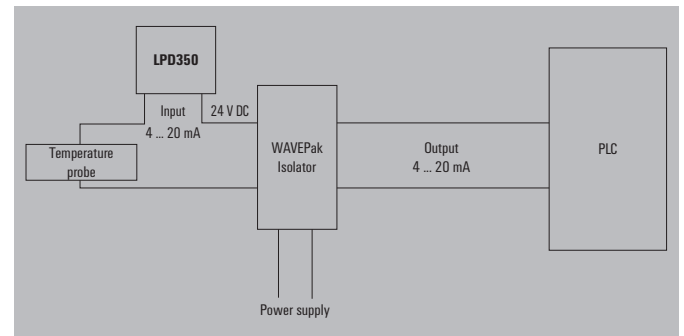 LPD350
Input
4 ... 20 mA
24 V DC
Temperature
probe
WAVEPak
Isolator
Output
4 ... 20 mA
PLC
Power supply